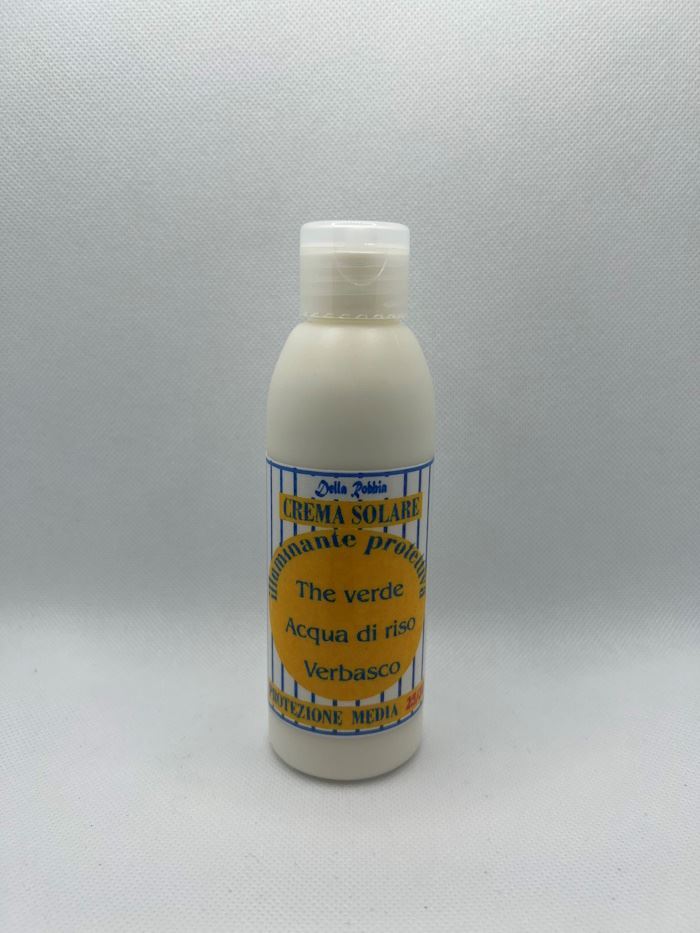 Della Robbia
CREMA SOLARE
illuminante protettiva
The verde
Acqua di riso
Verbasco
PROTEZIONE MEDIA